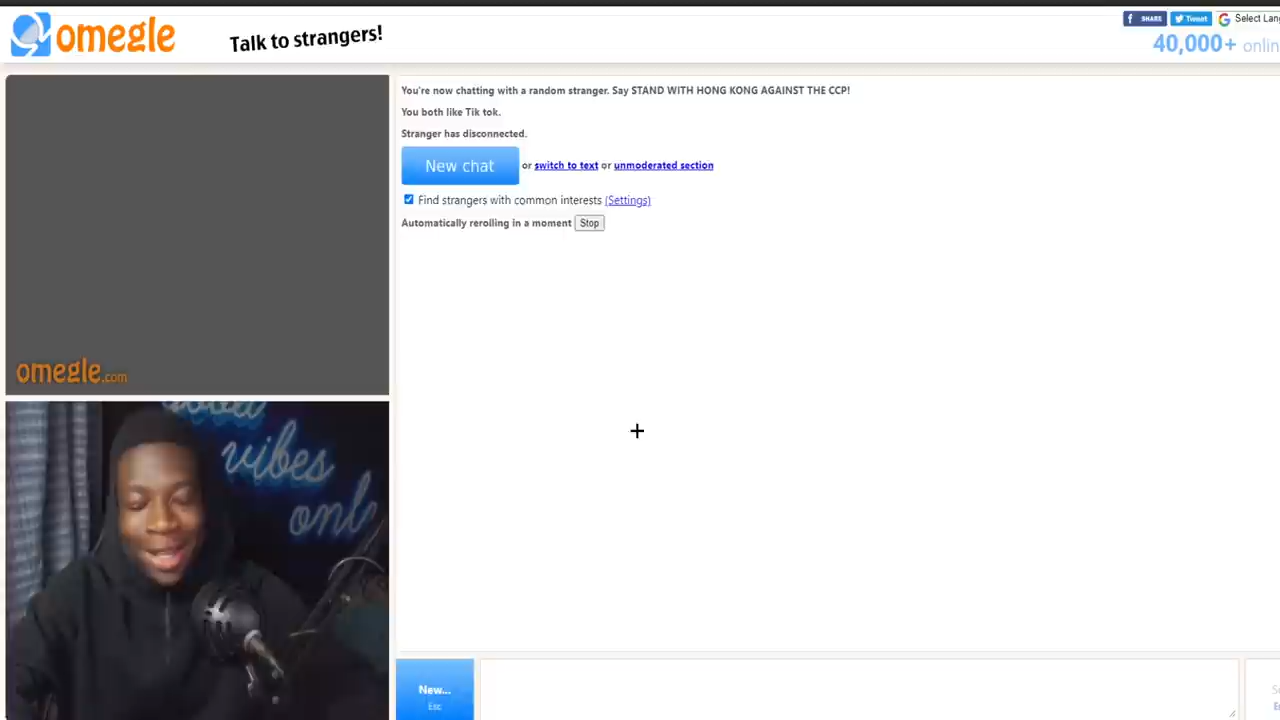 omegle
Talk to strangers!
SHARE
Tweet
Select Lan
40,000+ onlin
You're now chatting with a random stranger. Say STAND WITH HONG KONG AGAINST THE CCP!
You both like Tik tok.
Stranger has disconnected.
New chat or switch to text or unmoderated section
Find strangers with common interests (Settings)
Automatically rerolling in a moment Stop
omegle.com
good
vibes
only
New...
Esc